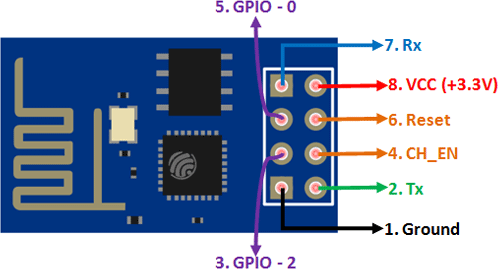 5. GPIO - 0
7. Rx
8. VCC (+3.3V)
6. Reset
4. CH_EN
2. Tx
1. Ground
3. GPIO - 2